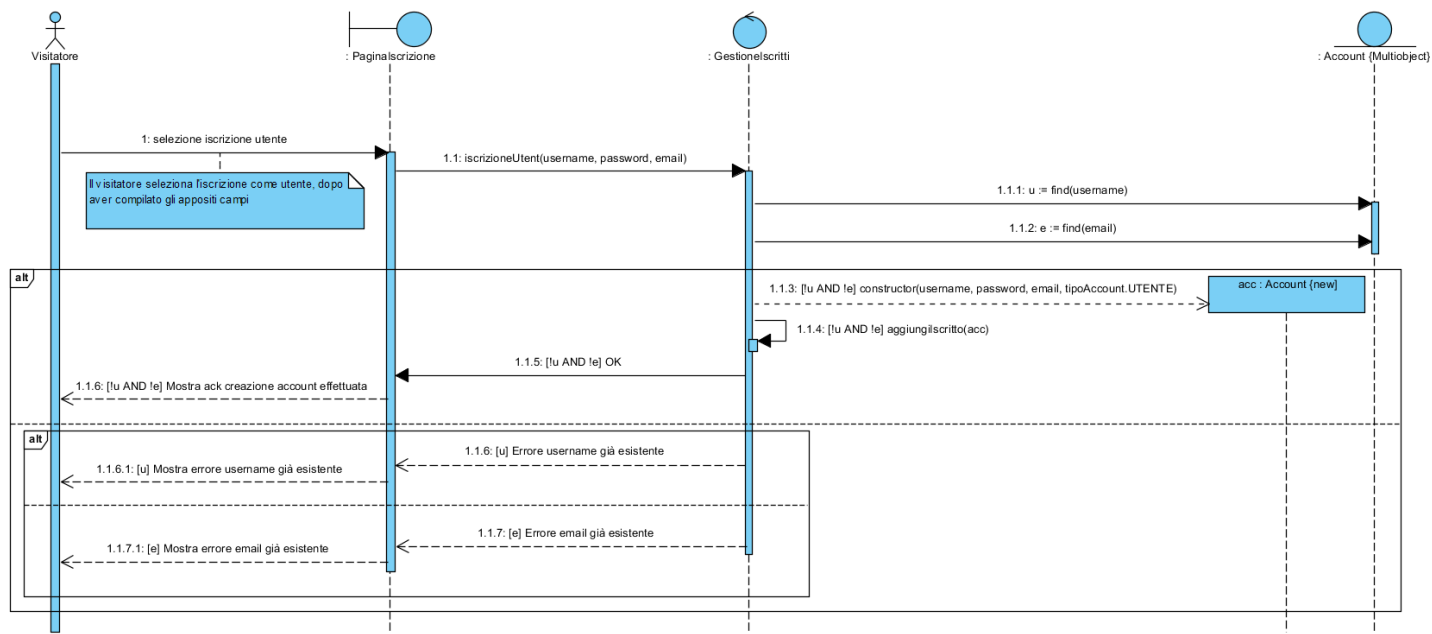 Visitatore
: PaginaIscrizione
: GestioneIscritti
: Account {Multiobject}
1: selezione iscrizione utente
Il visitatore seleziona l'iscrizione come utente, dopo
aver compilato gli appositi campi
1.1: iscrizioneUtent(username, password, email)
1.1.1: u := find(username)
1.1.2: e := find(email)
alt
1.1.3: [!u AND !e] constructor(username, password, email, tipoAccount.UTENTE)
acc : Account {new]
1.1.4: [!u AND !e] aggiungiIscritto(acc)
1.1.5: [!u AND !e] OK
1.1.6: [!u AND !e] Mostra ack creazione account effettuata
alt
1.1.6: [u] Errore username già esistente
1.1.6.1: [u] Mostra errore username già esistente
1.1.7: [e] Errore email già esistente
1.1.7.1: [e] Mostra errore email già esistente